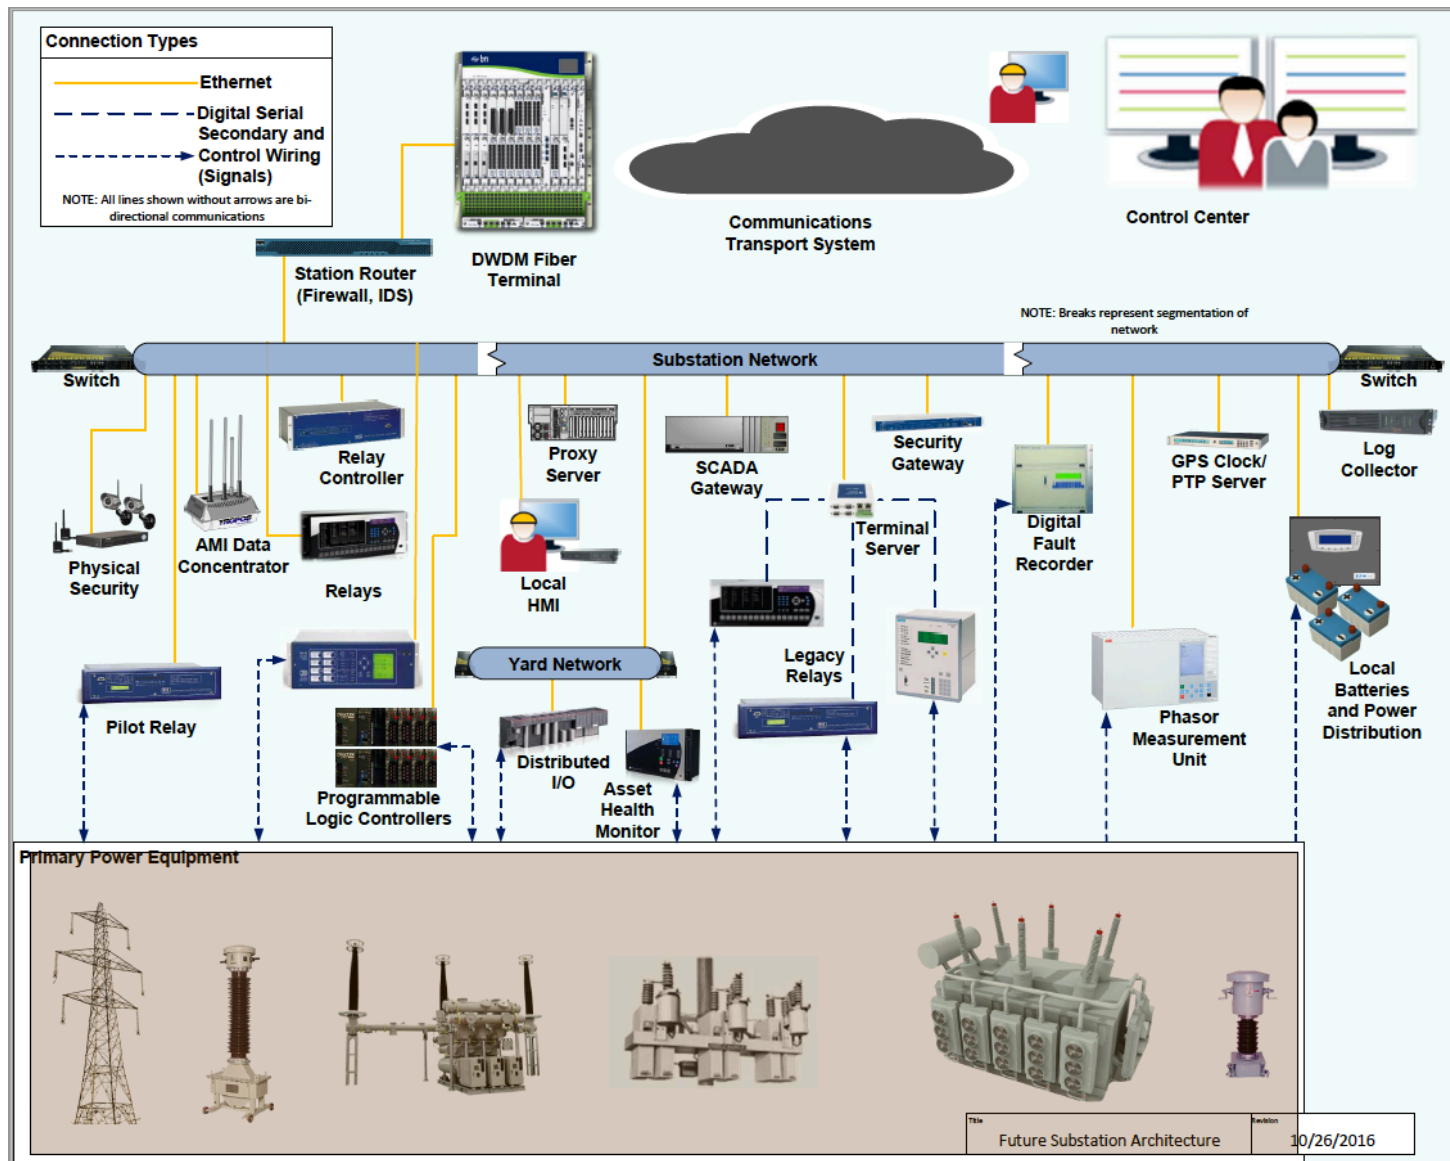 Connection Types
Ethernet
Digital Serial
Secondary and
Control Wiring
(Signals)
NOTE: All lines shown without arrows are bi-
directional communications
DWDM Fiber
Terminal
Communications
Transport System
Control Center
Station Router
(Firewall, IDS)
NOTE: Breaks represent segmentation of
network
Substation Network
Switch
Switch
Relay
Controller
Proxy
Server
SCADA
Gateway
Security
Gateway
GPS Clock/
PTP Server
Log
Collector
TROPOS
AMI Data
Concentrator
Physical
Security
Relays
Local
HMI
Terminal
Server
Digital
Fault
Recorder
Yard Network
Legacy
Relays
Local
Batteries
and Power
Distribution
Pilot Relay
Phasor
Measurement
Unit
Distributed
I/O
Asset
Health
Monitor
Programmable
Logic Controllers
Primary Power Equipment
Title
Future Substation Architecture
Revision
10/26/2016